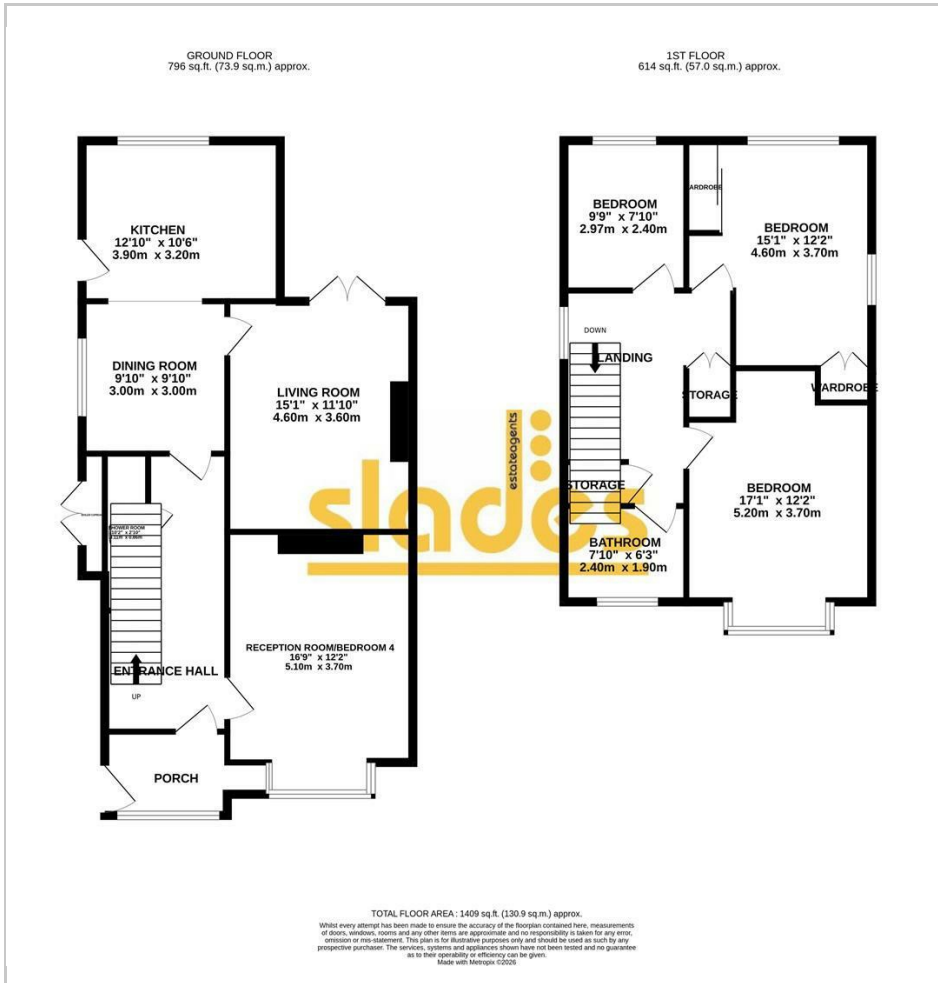 GROUND FLOOR
796 sq.ft. (73.9 sq.m.) approx.
KITCHEN
12'10" x 10'6"
3.90m x 3.20m
DINING ROOM
9'10" x 9'10"
3.00m x 3.00m
LIVING ROOM
15'1" x 11'10"
4.60m x 3.60m
SHOWER ROOM
RECEPTION ROOM/BEDROOM 4
16'9" x 12'2"
5.10m x 3.70m
ENTRANCE HALL
UP
PORCH
1ST FLOOR
614 sq.ft. (57.0 sq.m.) approx.
BEDROOM
9'9" x 7'10"
2.97m x 2.40m
ARDROBE
BEDROOM
15'1" x 12'2"
4.60m x 3.70m
DOWN
LANDING
STORAGE
WARDROBE
STORAGE
BEDROOM
17'1" x 12'2"
5.20m x 3.70m
BATHROOM
7'10" x 6'3"
2.40m x 1.90m
slades
estateagents
TOTAL FLOOR AREA : 1409 sq.ft. (130.9 sq.m.) approx.
Whilst every attempt has been made to ensure the accuracy of the floorplan contained here, measurements
of doors, windows, rooms and any other items are approximate and no responsibility is taken for any error,
omission or mis-statement. This plan is for illustrative purposes only and should be used as such by any
prospective purchaser. The services, systems and appliances shown have not been tested and no guarantee
as to their operability or efficiency can be given.
Made with Metropix ©2026